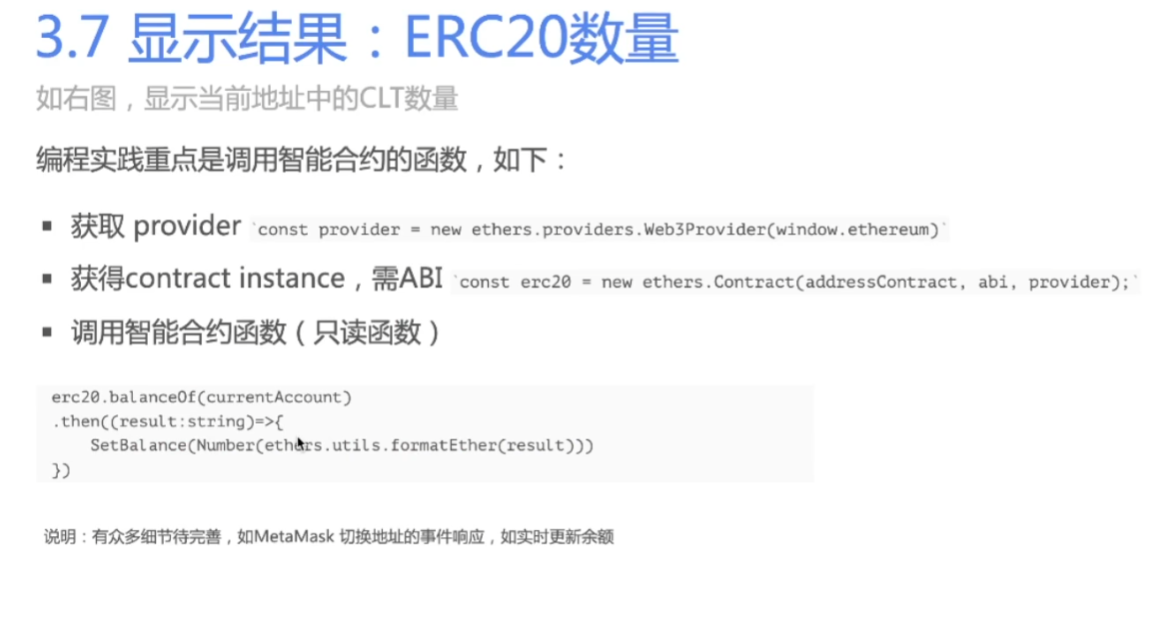 3.7 显示结果：ERC20数量
如右图，显示当前地址中的CLT数量
编程实践重点是调用智能合约的函数，如下：
▪ 获取 provider `const provider = new ethers.providers.Web3Provider(window.ethereum)`
▪ 获得contract instance，需ABI `const erc20 = new ethers.Contract(addressContract, abi, provider);`
▪ 调用智能合约函数（只读函数）
erc20.balanceOf(currentAccount)
.then((result:string)=>{
    SetBalance(Number(ethers.utils.formatEther(result)))
})
说明：有众多细节待完善，如MetaMask 切换地址的事件响应，如实时更新余额